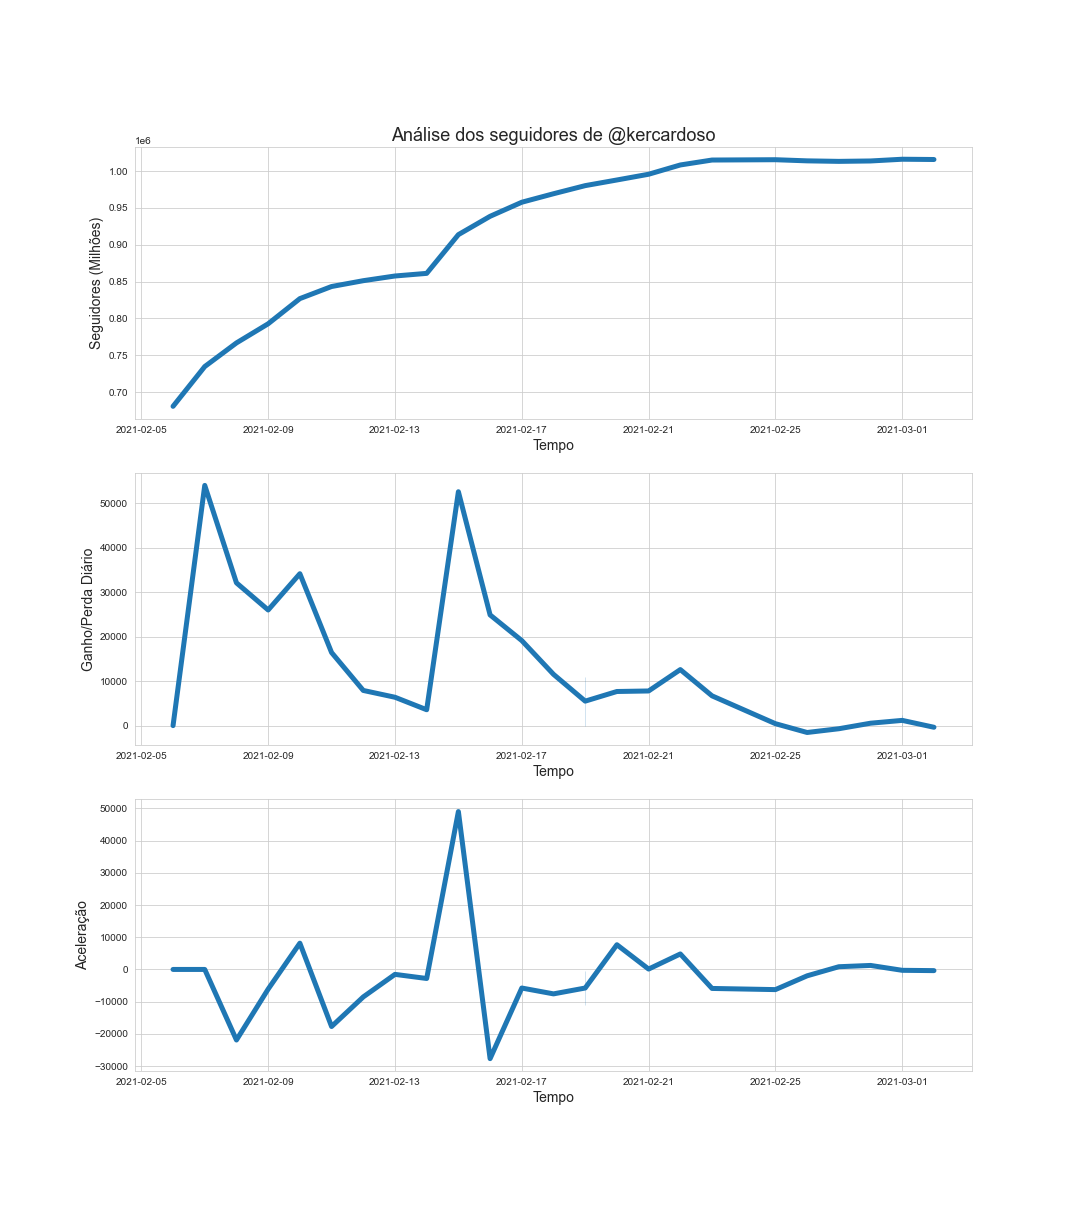 Análise dos seguidores de @kercardoso
1e6
1.00
0.95
0.90
0.85
0.80
0.75
0.70
Seguidores (Milhões)
2021-02-05 2021-02-09 2021-02-13 2021-02-17 2021-02-21 2021-02-25 2021-03-01
Tempo
50000
40000
30000
20000
10000
0
Ganho/Perda Diário
2021-02-05 2021-02-09 2021-02-13 2021-02-17 2021-02-21 2021-02-25 2021-03-01
Tempo
50000
40000
30000
20000
10000
0
−10000
−20000
−30000
Aceleração
2021-02-05 2021-02-09 2021-02-13 2021-02-17 2021-02-21 2021-02-25 2021-03-01
Tempo